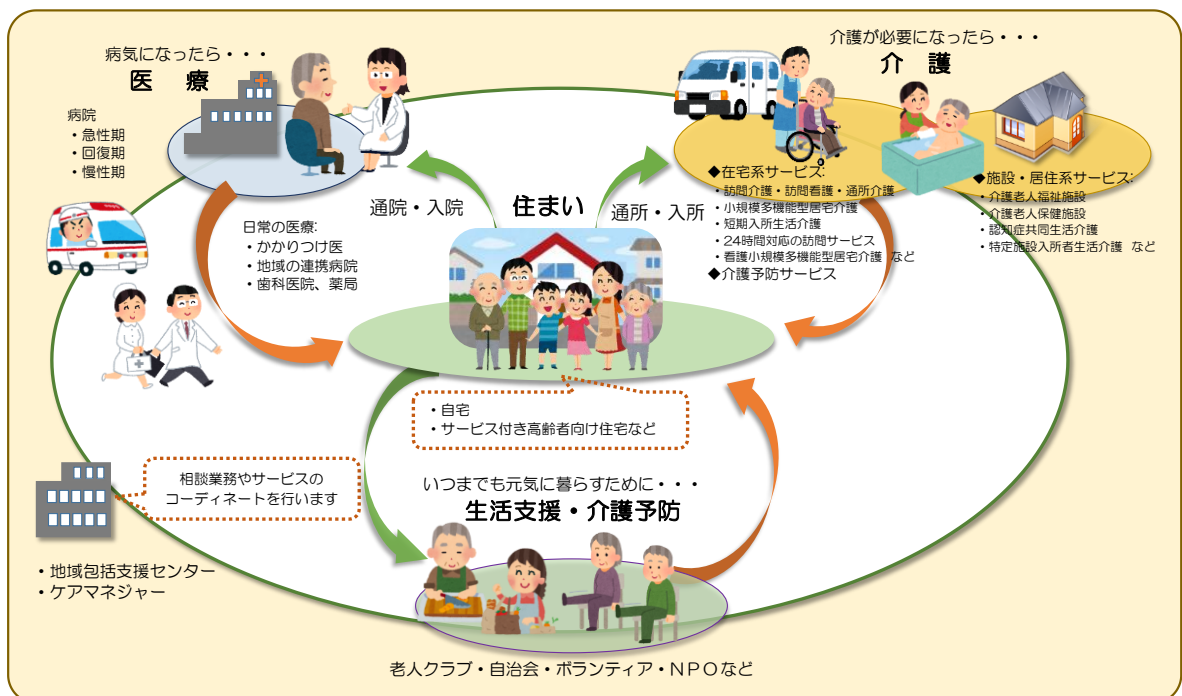 病気になったら・・・
医　療
病院
・急性期
・回復期
・慢性期
日常の医療:
・かかりつけ医
・地域の連携病院
・歯科医院、薬局
介護が必要になったら・・・
介　護
◆在宅系サービス:
・訪問介護・訪問看護・通所介護
・小規模多機能型居宅介護
・短期入所生活介護
・24時間対応の訪問サービス
・看護小規模多機能型居宅介護 など
◆介護予防サービス
◆施設・居住系サービス:
・介護老人福祉施設
・介護老人保健施設
・認知症共同生活介護
・特定施設入所者生活介護 など
通院・入院
住まい
通所・入所
・自宅
・サービス付き高齢者向け住宅など
相談業務やサービスの
コーディネートを行います
・地域包括支援センター
・ケアマネジャー
いつまでも元気に暮らすために・・・
生活支援・介護予防
老人クラブ・自治会・ボランティア・ＮＰＯなど